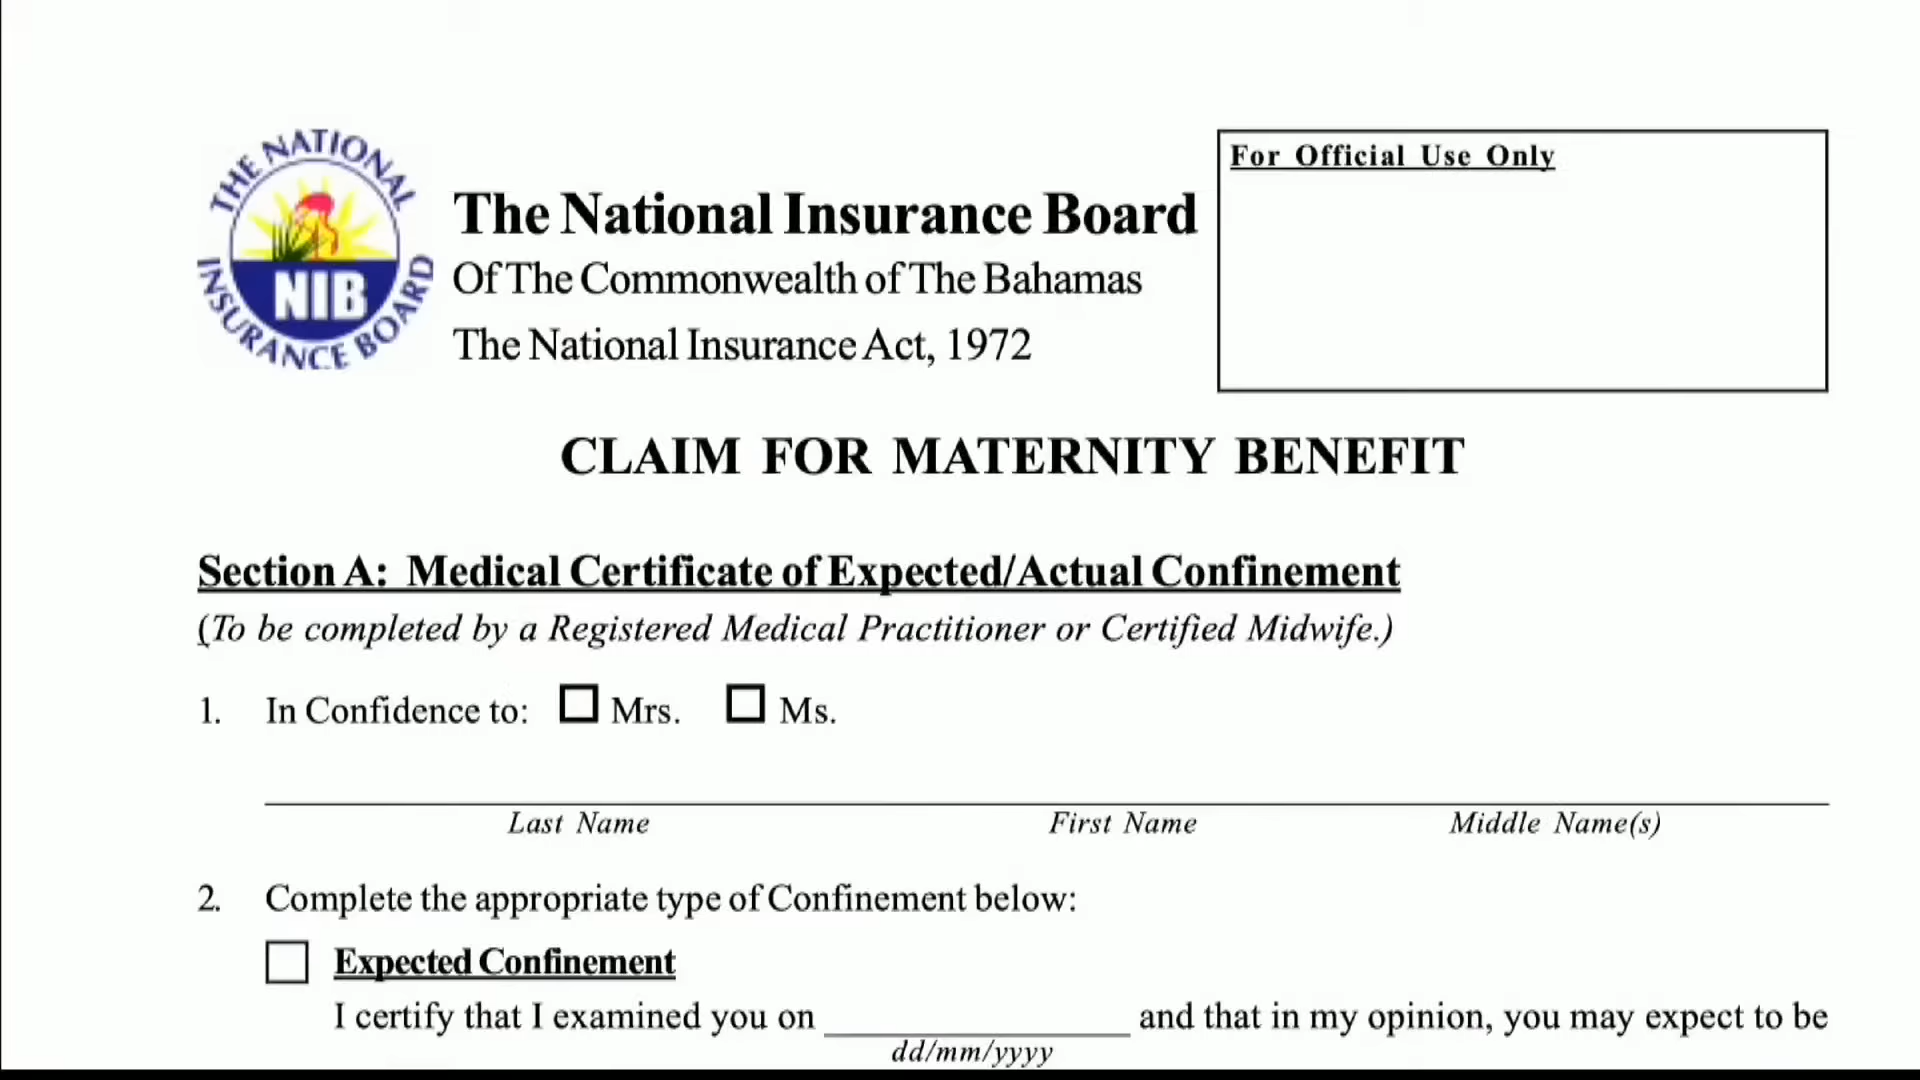 THE NATIONAL INSURANCE BOARD
NIB
The National Insurance Board
Of The Commonwealth of The Bahamas
The National Insurance Act, 1972
For Official Use Only
CLAIM FOR MATERNITY BENEFIT
Section A: Medical Certificate of Expected/Actual Confinement
(To be completed by a Registered Medical Practitioner or Certified Midwife.)
1. In Confidence to: Mrs. Ms.
Last Name First Name Middle Name(s)
2. Complete the appropriate type of Confinement below:
Expected Confinement
I certify that I examined you on _______________ and that in my opinion, you may expect to be
dd/mm/yyyy